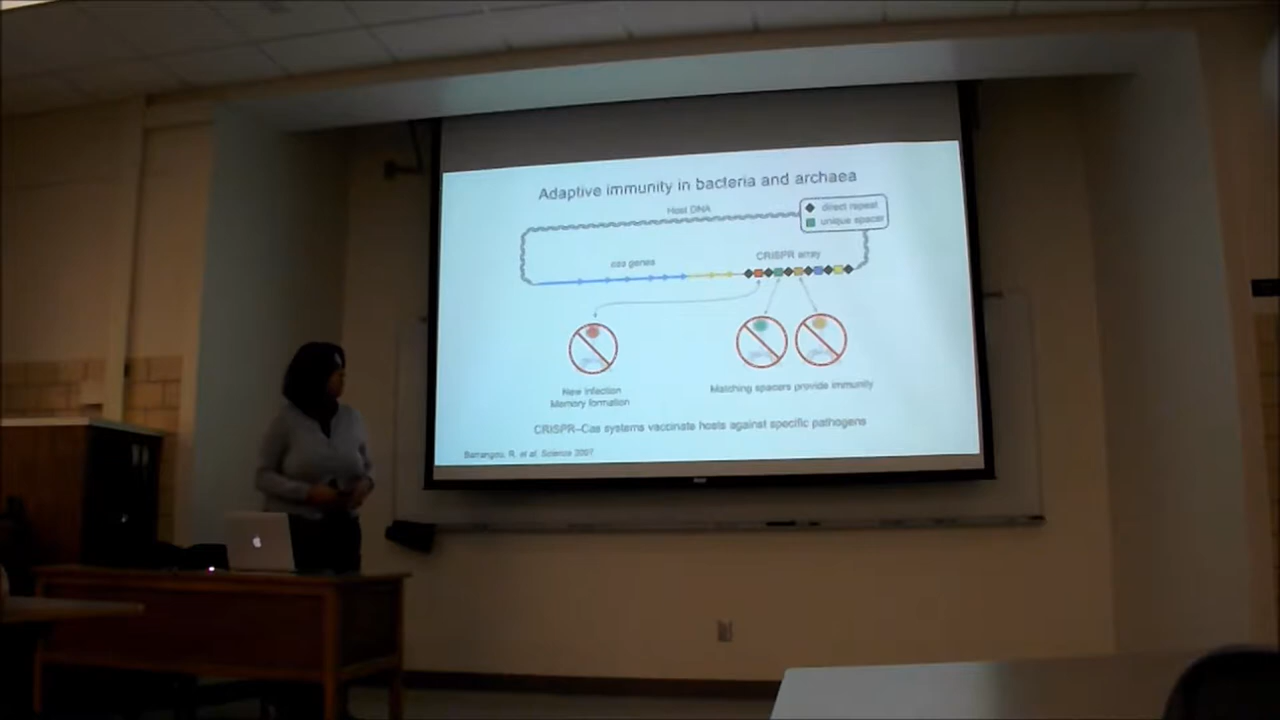 Adaptive immunity in bacteria and archaea
Host DNA
direct repeat
unique spacer
cas genes
CRISPR array
New infection
Memory formation
Matching spacers provide immunity
CRISPR–Cas systems vaccinate hosts against specific pathogens
Barrangou, R. et al. Science 2007